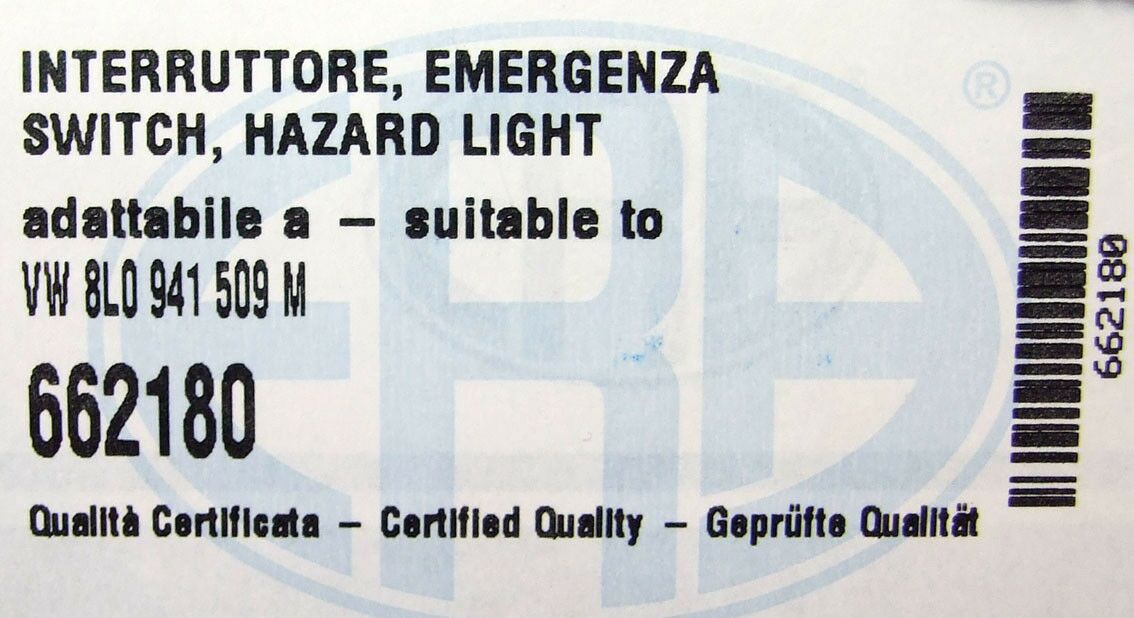 INTERRUTTORE, EMERGENZA
SWITCH, HAZARD LIGHT
adattabile a – suitable to
VW 8L0 941 509 M
662180
Qualità Certificata – Certified Quality – Geprüfte Qualität
ERA
®
662180